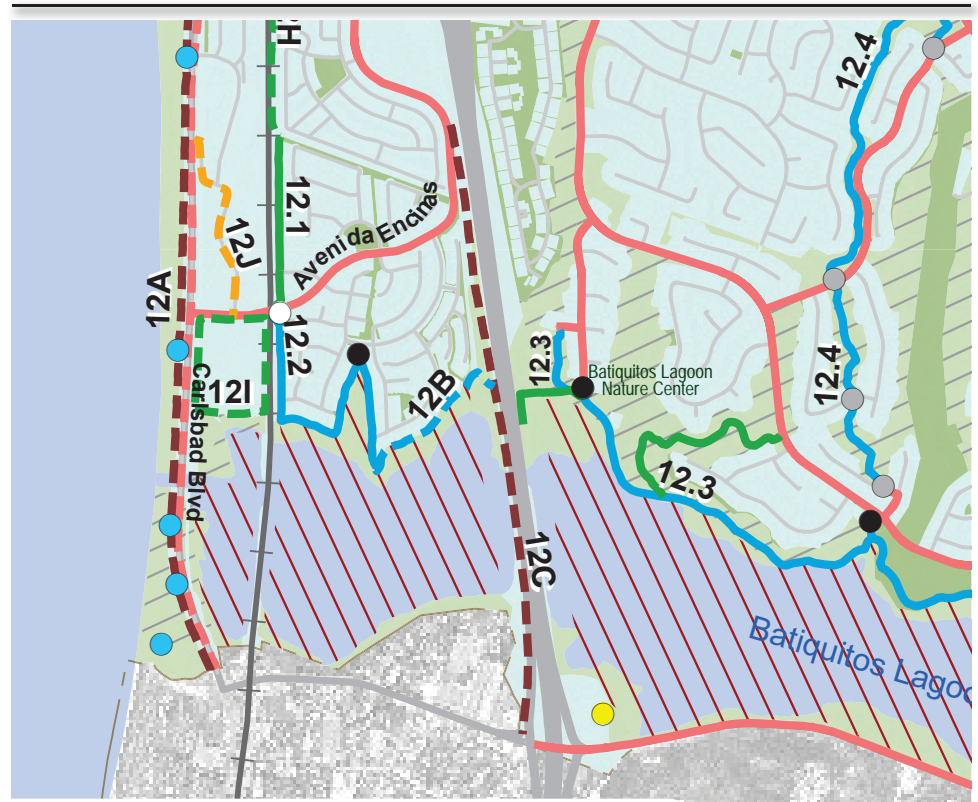 2H
12.4
12.1
Avenida Encinas
12J
12A
12.2
12.3
Batiquitos Lagoon
Nature Center
12B
12.4
12I
Carlsbad Blvd
12.3
12C
Batiquitos Lagoo